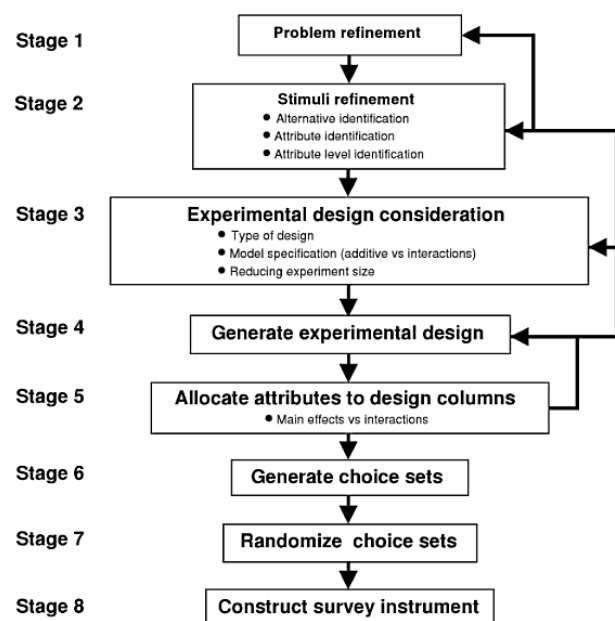 Stage 1
Problem refinement
Stage 2
Stimuli refinement
● Alternative identification
● Attribute identification
● Attribute level identification
Stage 3
Experimental design consideration
● Type of design
● Model specification (additive vs interactions)
● Reducing experiment size
Stage 4
Generate experimental design
Stage 5
Allocate attributes to design columns
● Main effects vs interactions
Stage 6
Generate choice sets
Stage 7
Randomize choice sets
Stage 8
Construct survey instrument